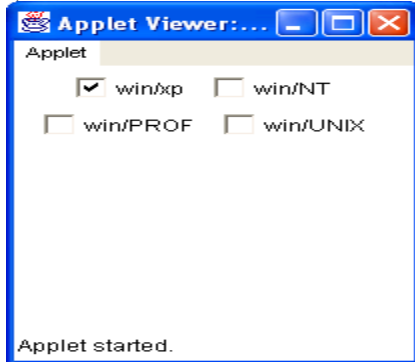 Applet Viewer:...
Applet
win/xp win/NT
win/PROF win/UNIX
Applet started.